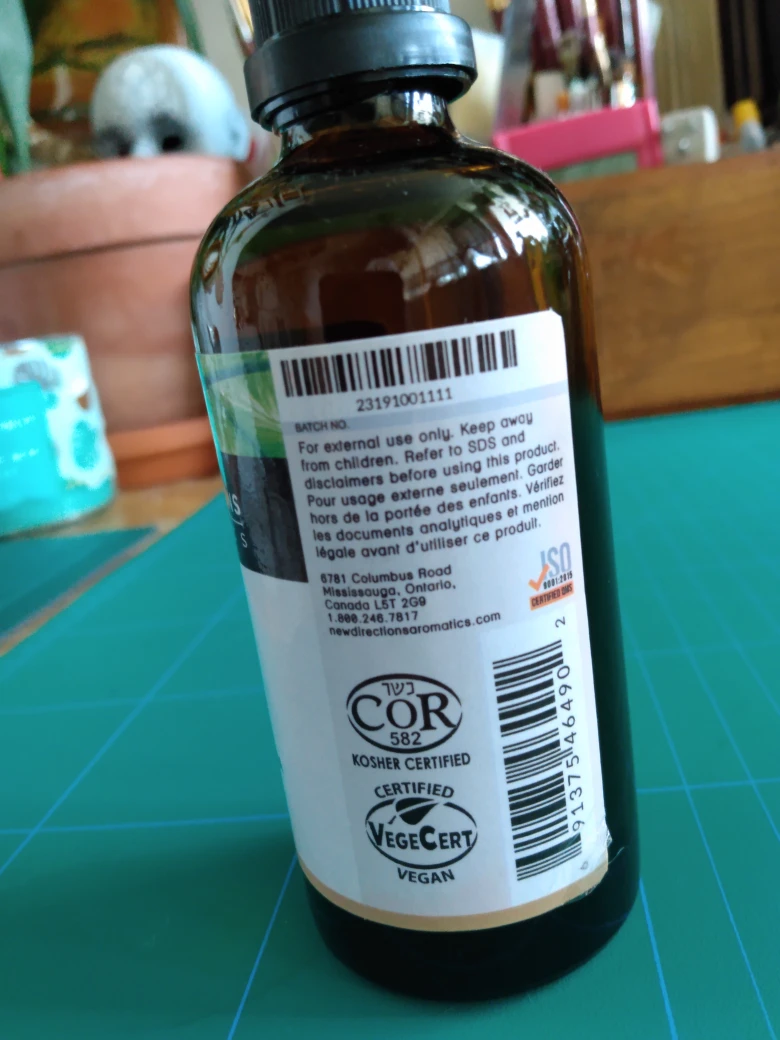 23191001111
BATCH NO.
For external use only. Keep away
from children. Refer to SDS and
disclaimers before using this product.
Pour usage externe seulement. Garder
hors de la portée des enfants. Vérifiez
les documents analytiques et mention
légale avant d'utiliser ce produit.
6781 Columbus Road
Mississauga, Ontario,
Canada L5T 2G9
1.800.246.7817
newdirectionsaromatics.com
ISO
9001:2015
CERTIFIED QMS
כשר
COR
582
KOSHER CERTIFIED
CERTIFIED
VEGECERT
VEGAN
91375 46490 2